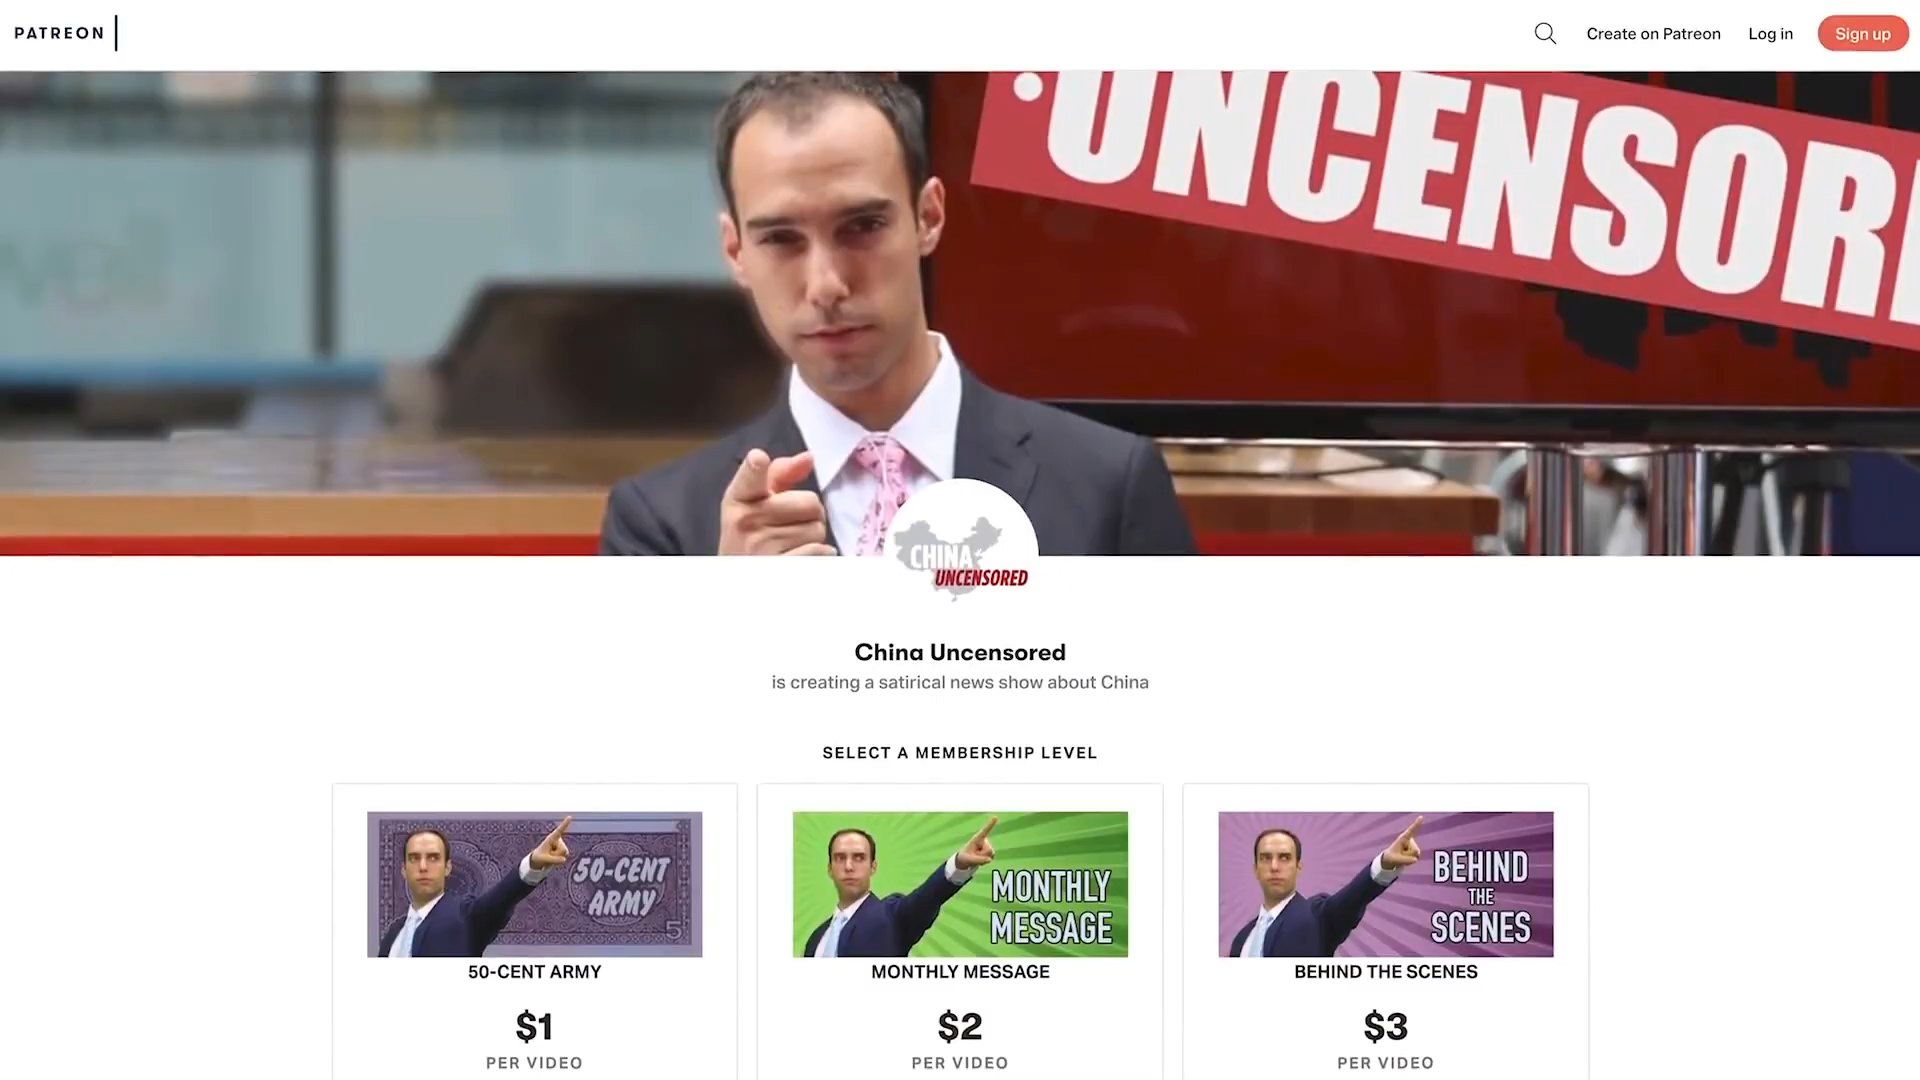 PATREON
Create on Patreon
Log in
Sign up
UNCENSOR
CHINA
UNCENSORED
China Uncensored
is creating a satirical news show about China
SELECT A MEMBERSHIP LEVEL
50-CENT
ARMY
5
50-CENT ARMY
$1
PER VIDEO
MONTHLY
MESSAGE
MONTHLY MESSAGE
$2
PER VIDEO
BEHIND
THE
SCENES
BEHIND THE SCENES
$3
PER VIDEO